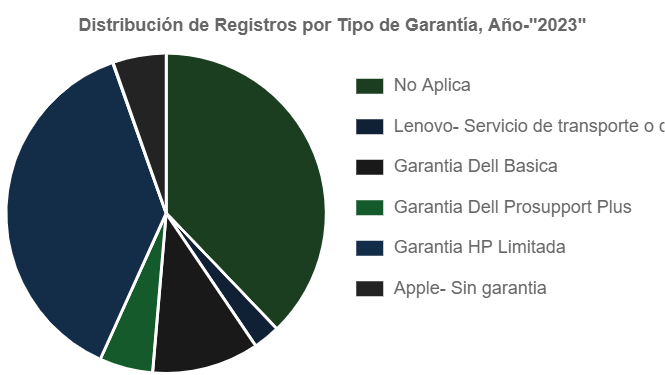 Distribución de Registros por Tipo de Garantía, Año-"2023"
No Aplica
Lenovo- Servicio de transporte o
Garantia Dell Basica
Garantia Dell Prosupport Plus
Garantia HP Limitada
Apple- Sin garantia